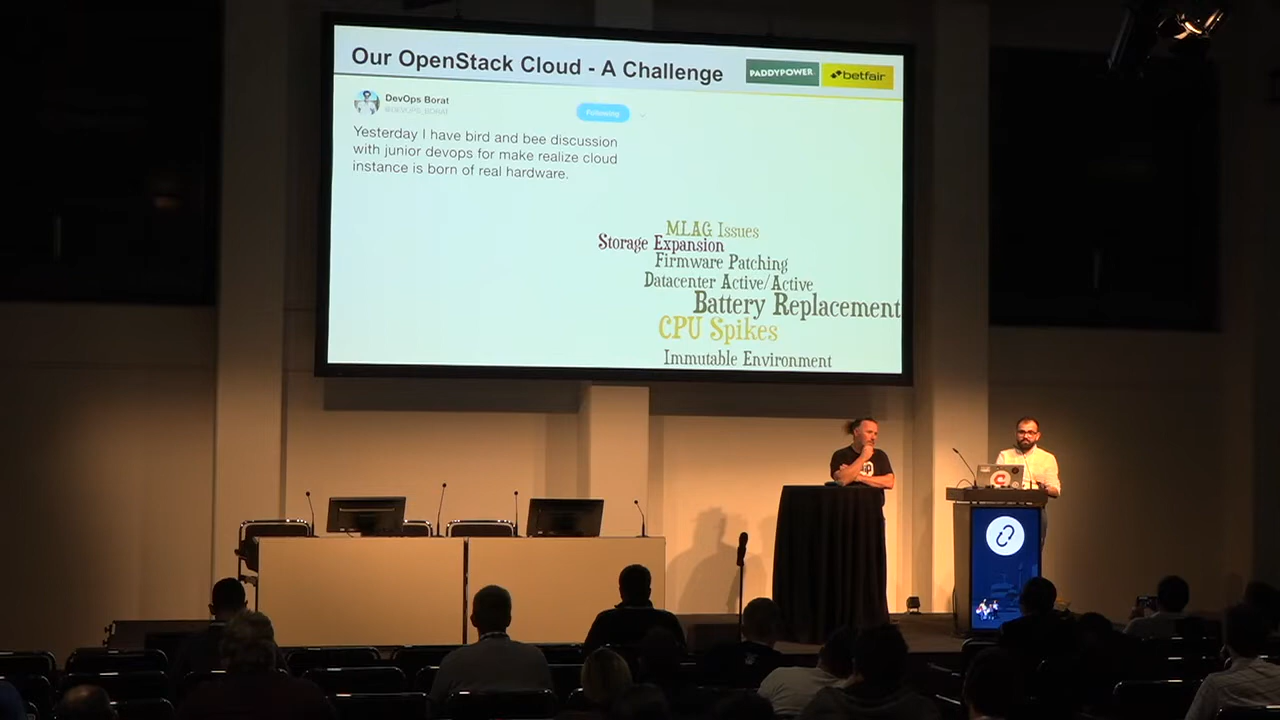 Our OpenStack Cloud - A Challenge
PADDYPOWER.
betfair
DevOps Borat
@DEVOPS_BORAT
Following
Yesterday I have bird and bee discussion
with junior devops for make realize cloud
instance is born of real hardware.
MLAG Issues
Storage Expansion
Firmware Patching
Datacenter Active/Active
Battery Replacement
CPU Spikes
Immutable Environment